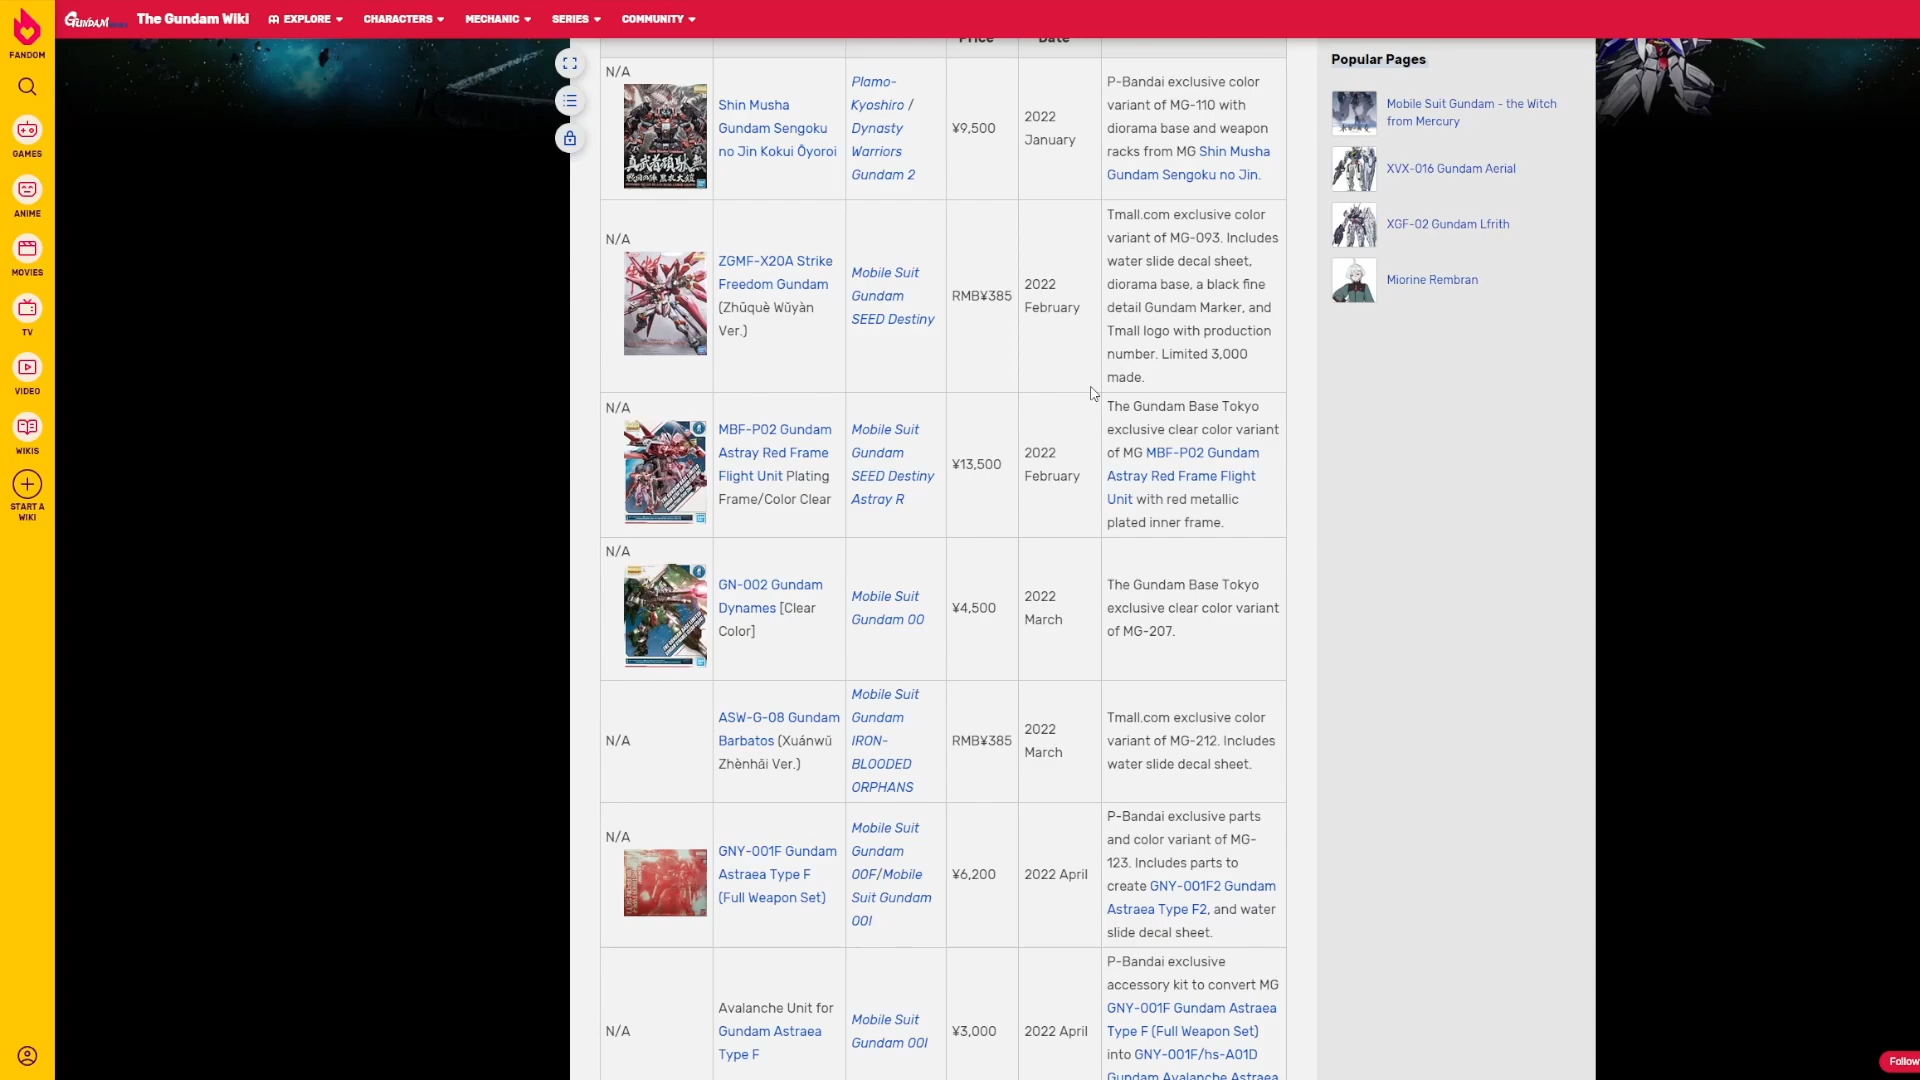 GUNDAM
The Gundam Wiki
EXPLORE
CHARACTERS
MECHANIC
SERIES
COMMUNITY
FANDOM
GAMES
ANIME
MOVIES
TV
VIDEO
WIKIS
START A
WIKI
Price
Date
N/A
Shin Musha
Gundam Sengoku
no Jin Kokui Ōyoroi
Plamo-
Kyoshiro /
Dynasty
Warriors
Gundam 2
¥9,500
2022
January
P-Bandai exclusive color
variant of MG-110 with
diorama base and weapon
racks from MG Shin Musha
Gundam Sengoku no Jin.
N/A
ZGMF-X20A Strike
Freedom Gundam
(Zhūquè Wǔyàn
Ver.)
Mobile Suit
Gundam
SEED Destiny
RMB¥385
2022
February
Tmall.com exclusive color
variant of MG-093. Includes
water slide decal sheet,
diorama base, a black fine
detail Gundam Marker, and
Tmall logo with production
number. Limited 3,000
made.
N/A
MBF-P02 Gundam
Astray Red Frame
Flight Unit Plating
Frame/Color Clear
Mobile Suit
Gundam
SEED Destiny
Astray R
¥13,500
2022
February
The Gundam Base Tokyo
exclusive clear color variant
of MG MBF-P02 Gundam
Astray Red Frame Flight
Unit with red metallic
plated inner frame.
N/A
GN-002 Gundam
Dynames [Clear
Color]
Mobile Suit
Gundam 00
¥4,500
2022
March
The Gundam Base Tokyo
exclusive clear color variant
of MG-207.
N/A
ASW-G-08 Gundam
Barbatos (Xuánwǔ
Zhènhǎi Ver.)
Mobile Suit
Gundam
IRON-
BLOODED
ORPHANS
RMB¥385
2022
March
Tmall.com exclusive color
variant of MG-212. Includes
water slide decal sheet.
N/A
GNY-001F Gundam
Astraea Type F
(Full Weapon Set)
Mobile Suit
Gundam
00F/Mobile
Suit Gundam
00I
¥6,200
2022 April
P-Bandai exclusive parts
and color variant of MG-
123. Includes parts to
create GNY-001F2 Gundam
Astraea Type F2, and water
slide decal sheet.
N/A
Avalanche Unit for
Gundam Astraea
Type F
Mobile Suit
Gundam 00I
¥3,000
2022 April
P-Bandai exclusive
accessory kit to convert MG
GNY-001F Gundam Astraea
Type F (Full Weapon Set)
into GNY-001F/hs-A01D
Gundam Avalanche Astraea
Popular Pages
Mobile Suit Gundam - the Witch
from Mercury
XVX-016 Gundam Aerial
XGF-02 Gundam Lfrith
Miorine Rembran
Follow